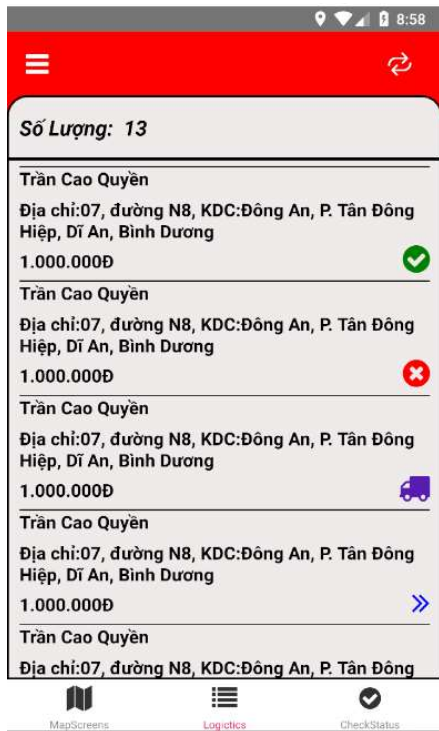 8:58
Số Lượng: 13
Trần Cao Quyền
Địa chỉ:07, đường N8, KDC:Đông An, P. Tân Đông
Hiệp, Dĩ An, Bình Dương
1.000.000Đ
Trần Cao Quyền
Địa chỉ:07, đường N8, KDC:Đông An, P. Tân Đông
Hiệp, Dĩ An, Bình Dương
1.000.000Đ
Trần Cao Quyền
Địa chỉ:07, đường N8, KDC:Đông An, P. Tân Đông
Hiệp, Dĩ An, Bình Dương
1.000.000Đ
Trần Cao Quyền
Địa chỉ:07, đường N8, KDC:Đông An, P. Tân Đông
Hiệp, Dĩ An, Bình Dương
1.000.000Đ
Trần Cao Quyền
Địa chỉ:07, đường N8, KDC:Đông An, P. Tân Đông
MapScreens Logictics CheckStatus